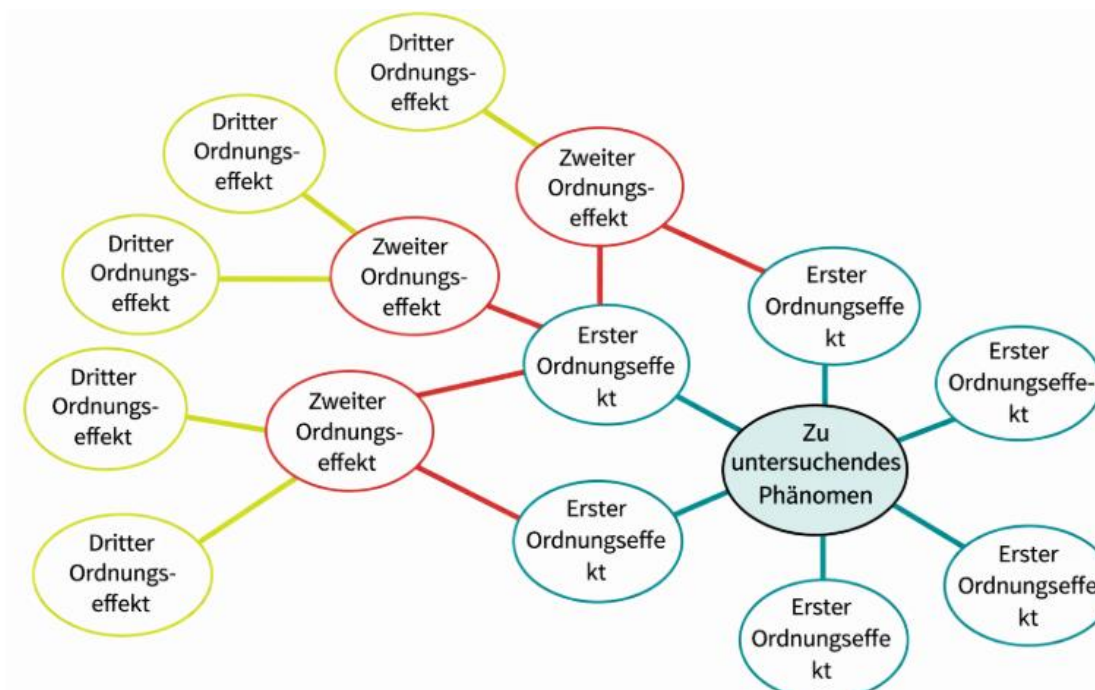 Dritter
Ordnungs-
effekt
Dritter
Ordnungs-
effekt
Zweiter
Ordnungs-
effekt
Dritter
Ordnungs-
effekt
Zweiter
Ordnungs-
effekt
Erster
Ordnungseffe
kt
Erster
Ordnungseffe
kt
Erster
Ordnungseffe-
kt
Dritter
Ordnungs-
effekt
Zweiter
Ordnungs-
effekt
Zu
untersuchendes
Phänomen
Erster
Ordnungseffe
kt
Dritter
Ordnungs-
effekt
Erster
Ordnungseffe
kt
Erster
Ordnungseffe
kt